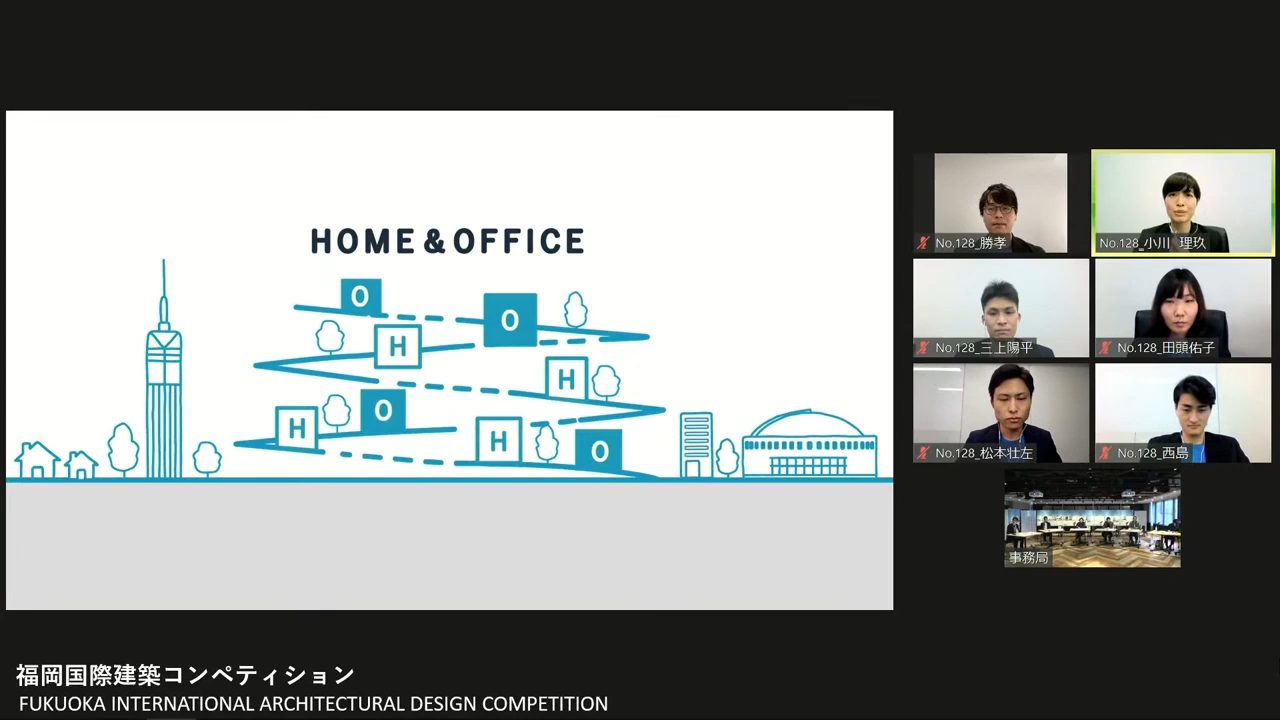 HOME & OFFICE
O
O
H
H
O
H
H
O
No.128_勝孝
No.128_小川 理玖
No.128_三上陽平
No.128_田頭佑子
No.128_松本壮左
No.128_西島
事務局
福岡国際建築コンペティション
FUKUOKA INTERNATIONAL ARCHITECTURAL DESIGN COMPETITION